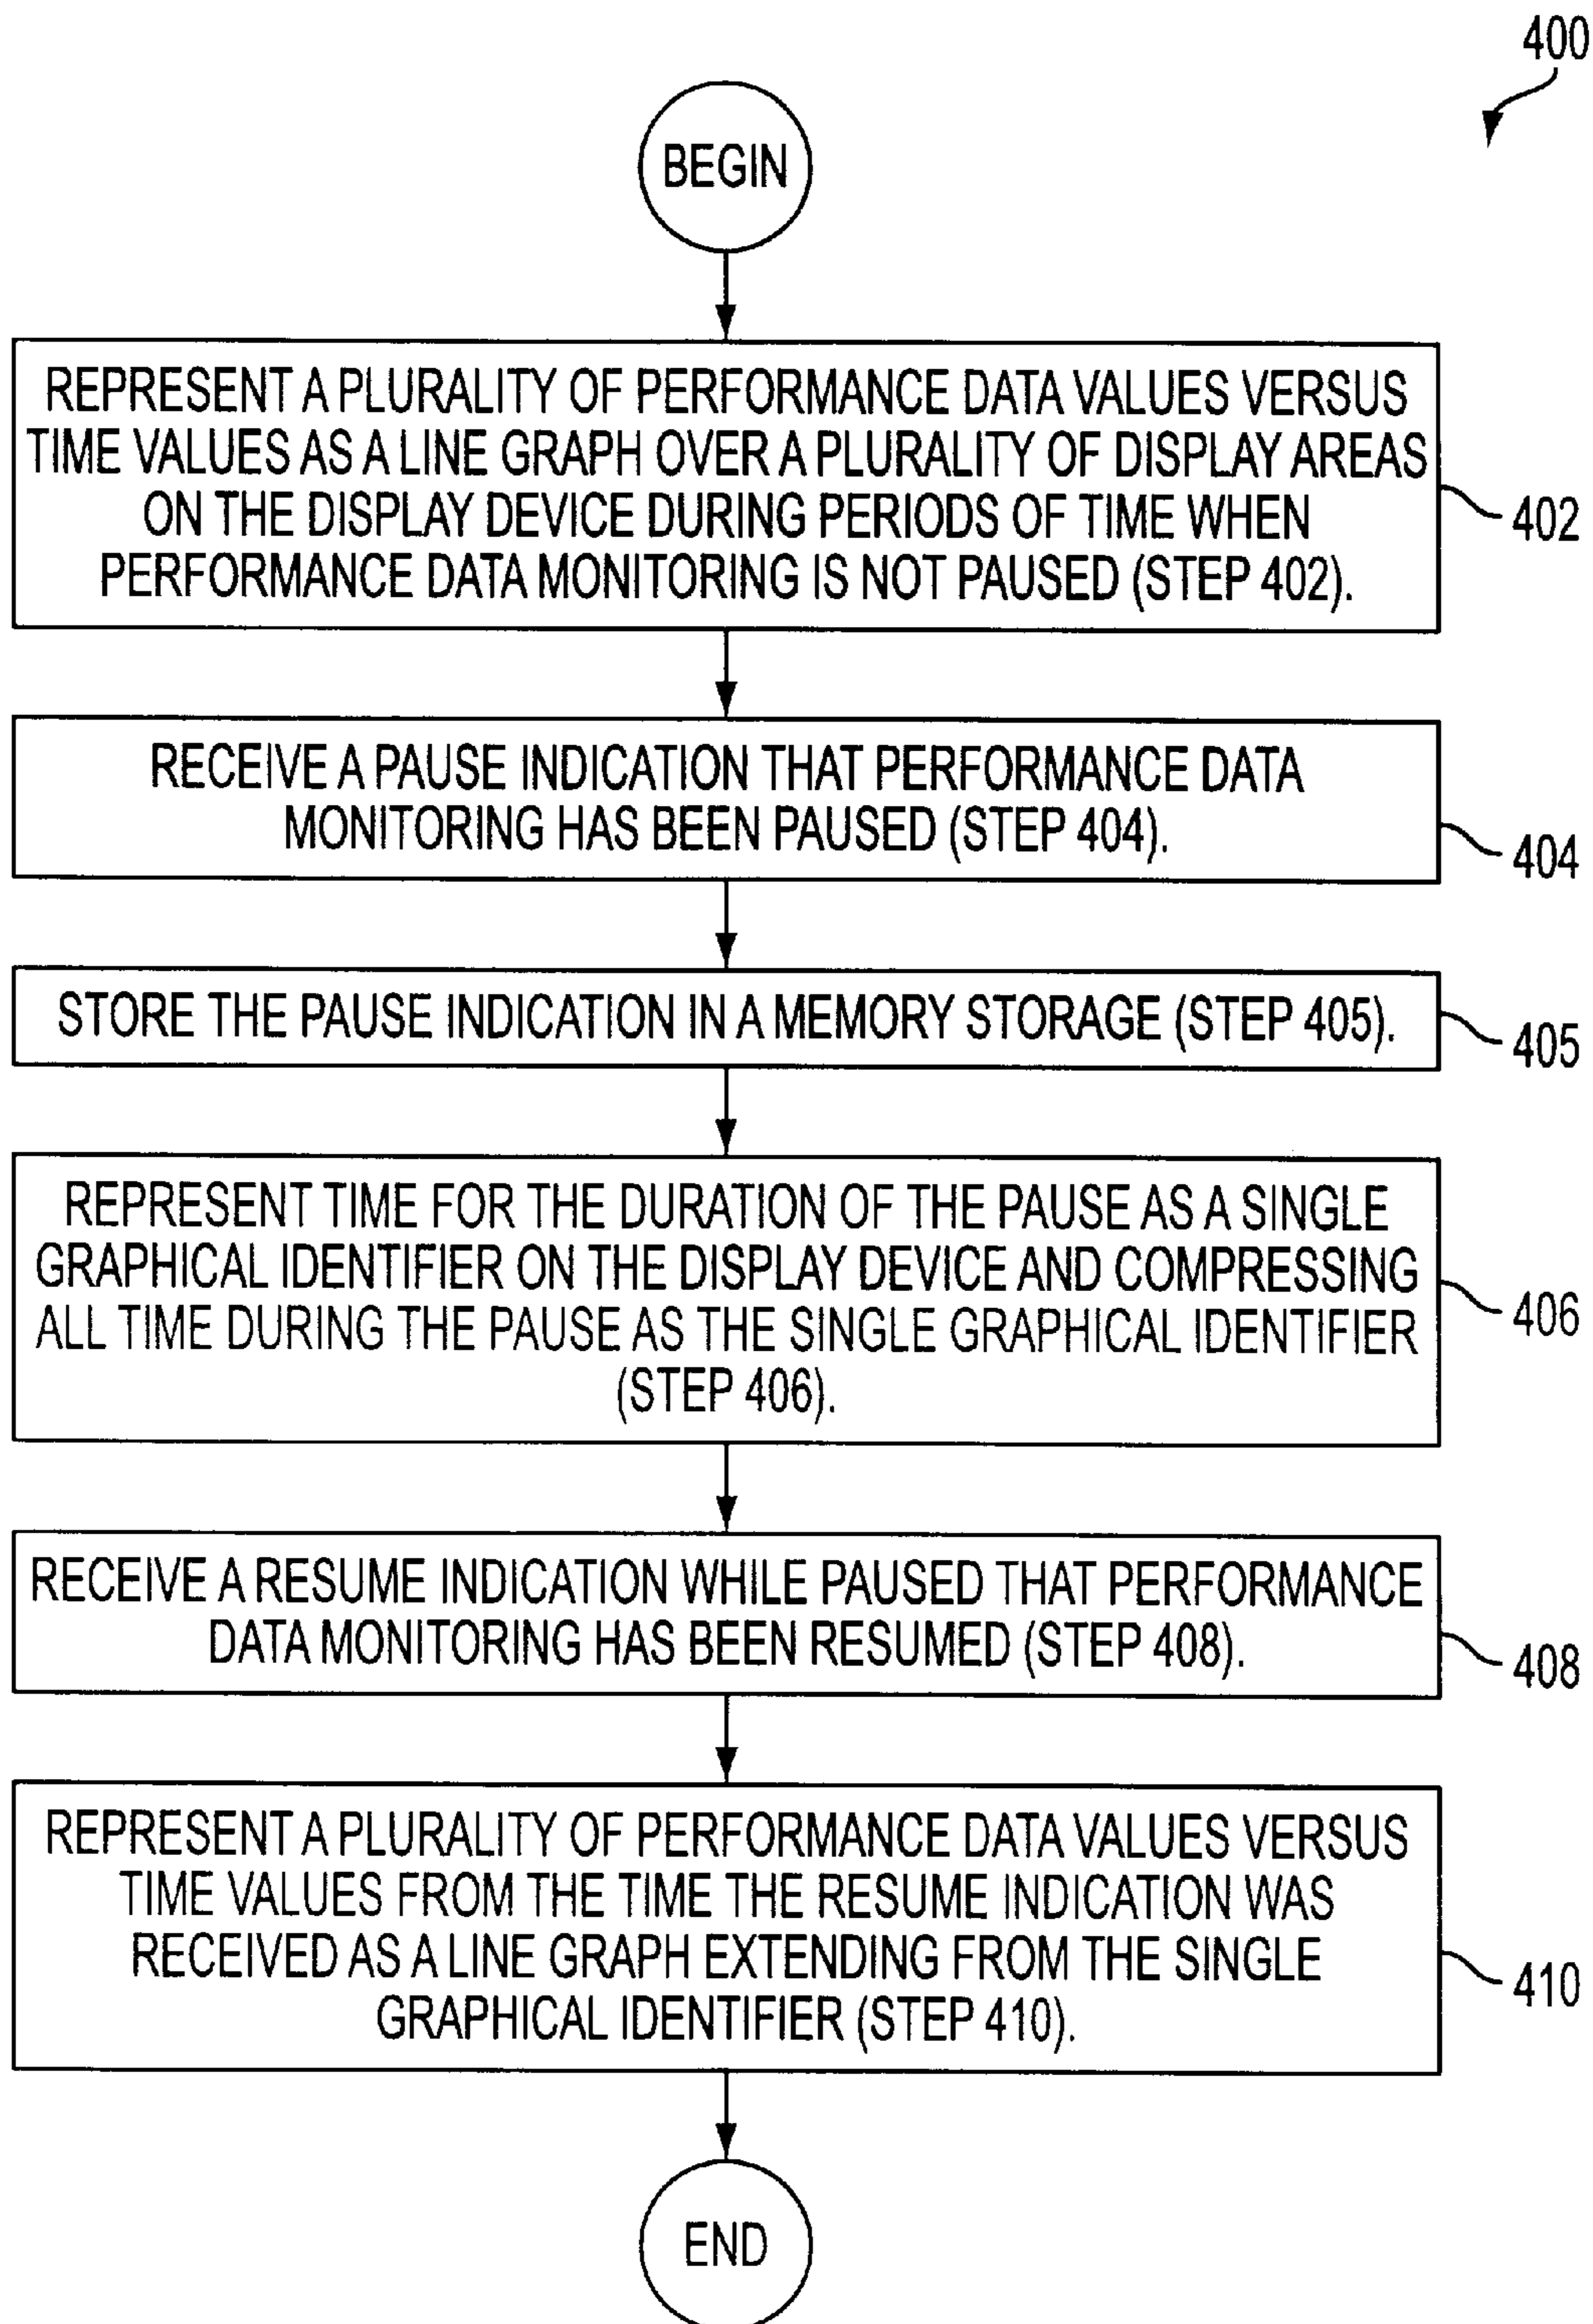 400
BEGIN
REPRESENT A PLURALITY OF PERFORMANCE DATA VALUES VERSUS
TIME VALUES AS A LINE GRAPH OVER A PLURALITY OF DISPLAY AREAS
ON THE DISPLAY DEVICE DURING PERIODS OF TIME WHEN
PERFORMANCE DATA MONITORING IS NOT PAUSED (STEP 402).
402
RECEIVE A PAUSE INDICATION THAT PERFORMANCE DATA
MONITORING HAS BEEN PAUSED (STEP 404).
404
STORE THE PAUSE INDICATION IN A MEMORY STORAGE (STEP 405).
405
REPRESENT TIME FOR THE DURATION OF THE PAUSE AS A SINGLE
GRAPHICAL IDENTIFIER ON THE DISPLAY DEVICE AND COMPRESSING
ALL TIME DURING THE PAUSE AS THE SINGLE GRAPHICAL IDENTIFIER
(STEP 406).
406
RECEIVE A RESUME INDICATION WHILE PAUSED THAT PERFORMANCE
DATA MONITORING HAS BEEN RESUMED (STEP 408).
408
REPRESENT A PLURALITY OF PERFORMANCE DATA VALUES VERSUS
TIME VALUES FROM THE TIME THE RESUME INDICATION WAS
RECEIVED AS A LINE GRAPH EXTENDING FROM THE SINGLE
GRAPHICAL IDENTIFIER (STEP 410).
410
END